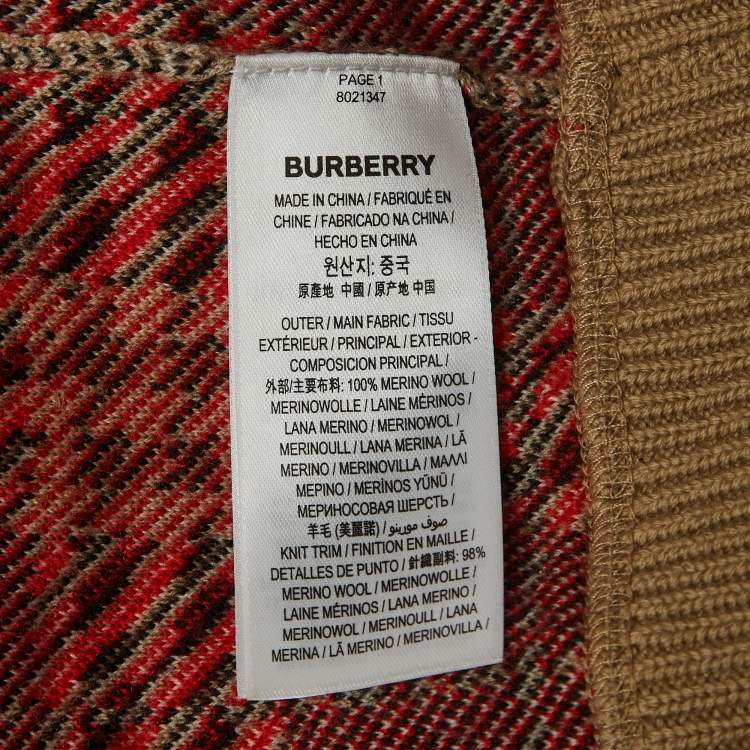 PAGE 1
8021347
BURBERRY
MADE IN CHINA / FABRIQUÉ EN
CHINE / FABRICADO NA CHINA /
HECHO EN CHINA
원산지: 중국
原產地 中國 / 原产地 中国
OUTER / MAIN FABRIC / TISSU
EXTÉRIEUR / PRINCIPAL / EXTERIOR -
COMPOSICION PRINCIPAL /
外部/主要布料: 100% MERINO WOOL /
MERINOWOLLE / LAINE MÉRINOS /
LANA MERINO / MERINOWOL /
MERINOULL / LANA MERINA / LÃ
MERINO / MERINOVILLA / ΜΑΛΛΙ
ΜΕΡΙΝΟ / MERİNOS YÜNÜ /
МЕРИНОСОВАЯ ШЕРСТЬ /
羊毛 (美麗諾) / صوف مورينو /
KNIT TRIM / FINITION EN MAILLE /
DETALLES DE PUNTO / 針織副料: 98%
MERINO WOOL / MERINOWOLLE /
LAINE MÉRINOS / LANA MERINO /
MERINOWOL / MERINOULL / LANA
MERINA / LÃ MERINO / MERINOVILLA /